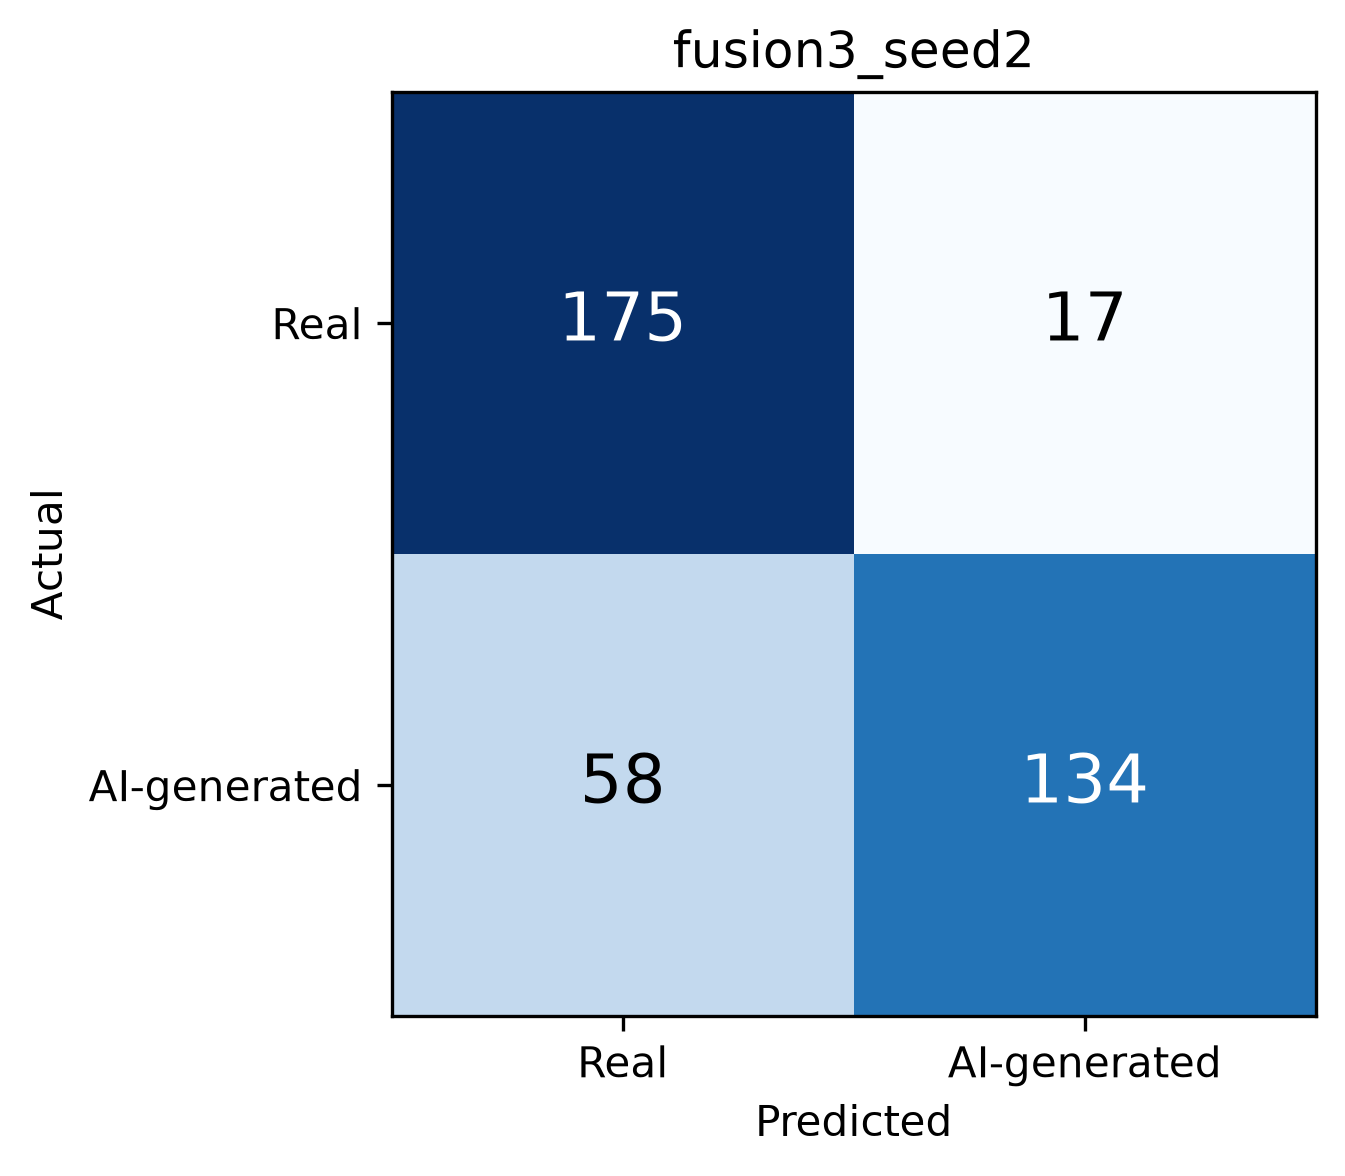 fusion3_seed2
Actual
Real
175
17
AI-generated
58
134
Real
AI-generated
Predicted